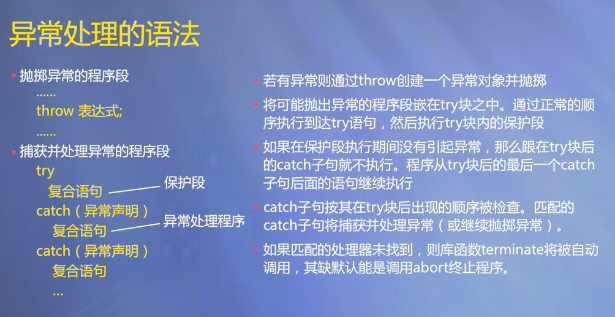 异常处理的语法
抛掷异常的程序段
......
throw 表达式;
......
捕获并处理异常的程序段
try
复合语句
保护段
catch（异常声明）
复合语句
异常处理程序
catch（异常声明）
复合语句
…
若有异常则通过throw创建一个异常对象并抛掷
将可能抛出异常的程序段嵌在try块之中。通过正常的顺
序执行到达try语句，然后执行try块内的保护段
如果在保护段执行期间没有引起异常，那么跟在try块后
的catch子句就不执行。程序从try块后的最后一个catch
子句后面的语句继续执行
catch子句按其在try块后出现的顺序被检查。匹配的
catch子句将捕获并处理异常（或继续抛掷异常）。
如果匹配的处理器未找到，则库函数terminate将被自动
调用，其缺默认能是调用abort终止程序。